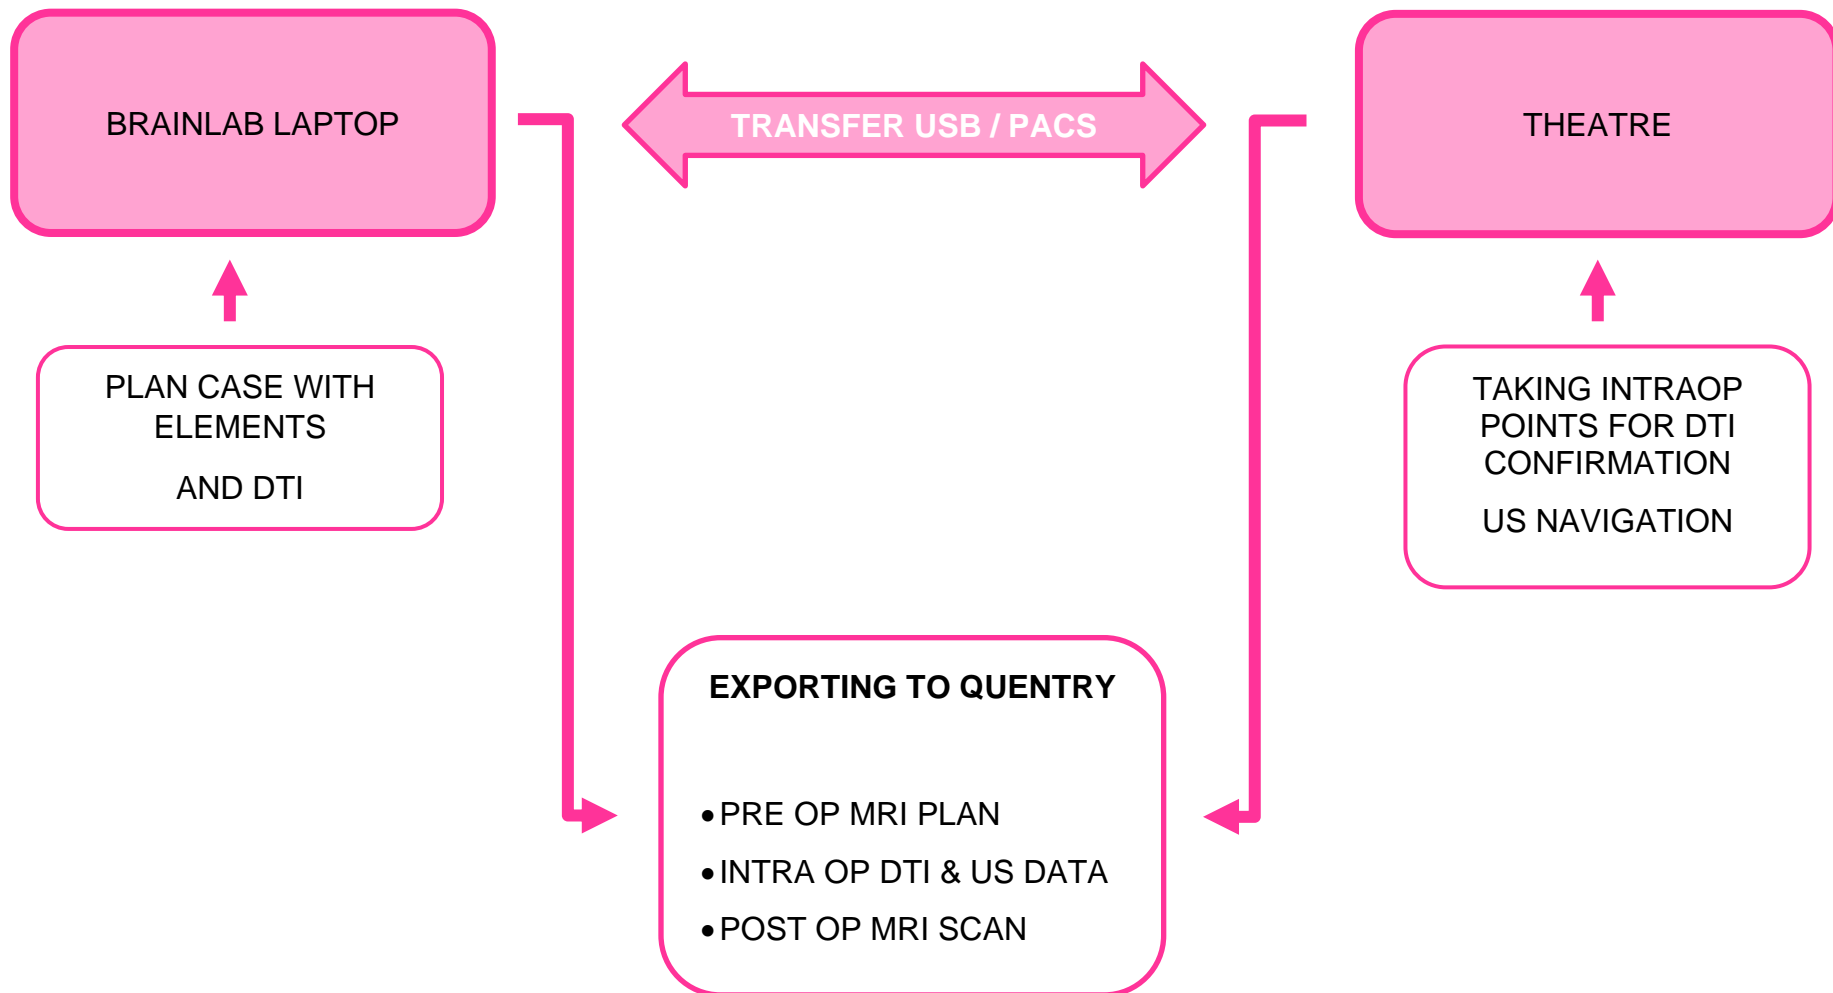 BRAINLAB LAPTOP
TRANSFER USB / PACS
THEATRE
PLAN CASE WITH
ELEMENTS
AND DTI
TAKING INTRAOP
POINTS FOR DTI
CONFIRMATION
US NAVIGATION
EXPORTING TO QUENTRY
• PRE OP MRI PLAN
• INTRA OP DTI & US DATA
• POST OP MRI SCAN